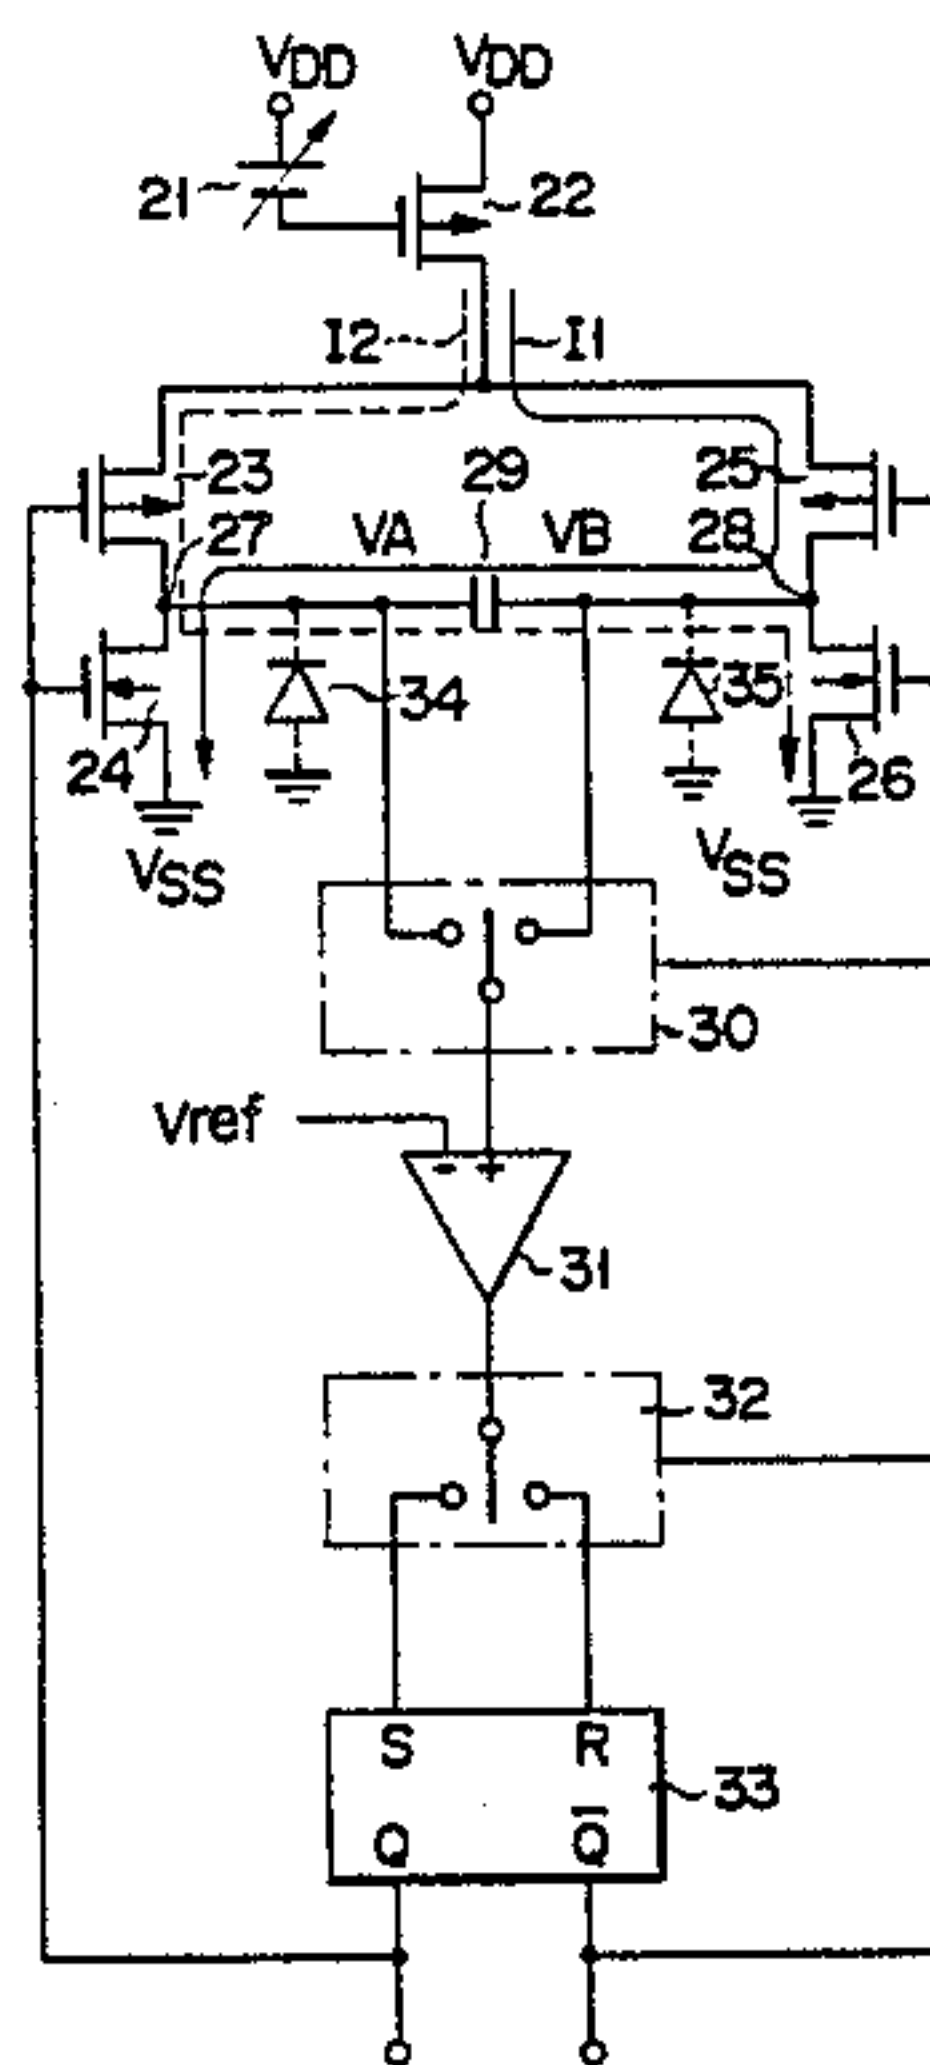 VDD VDD
21 22
I2 I1
23 29 25
27 VA VB 28
34 35
24 26
VSS VSS
30
Vref
- +
31
32
S R
33
Q Q̅